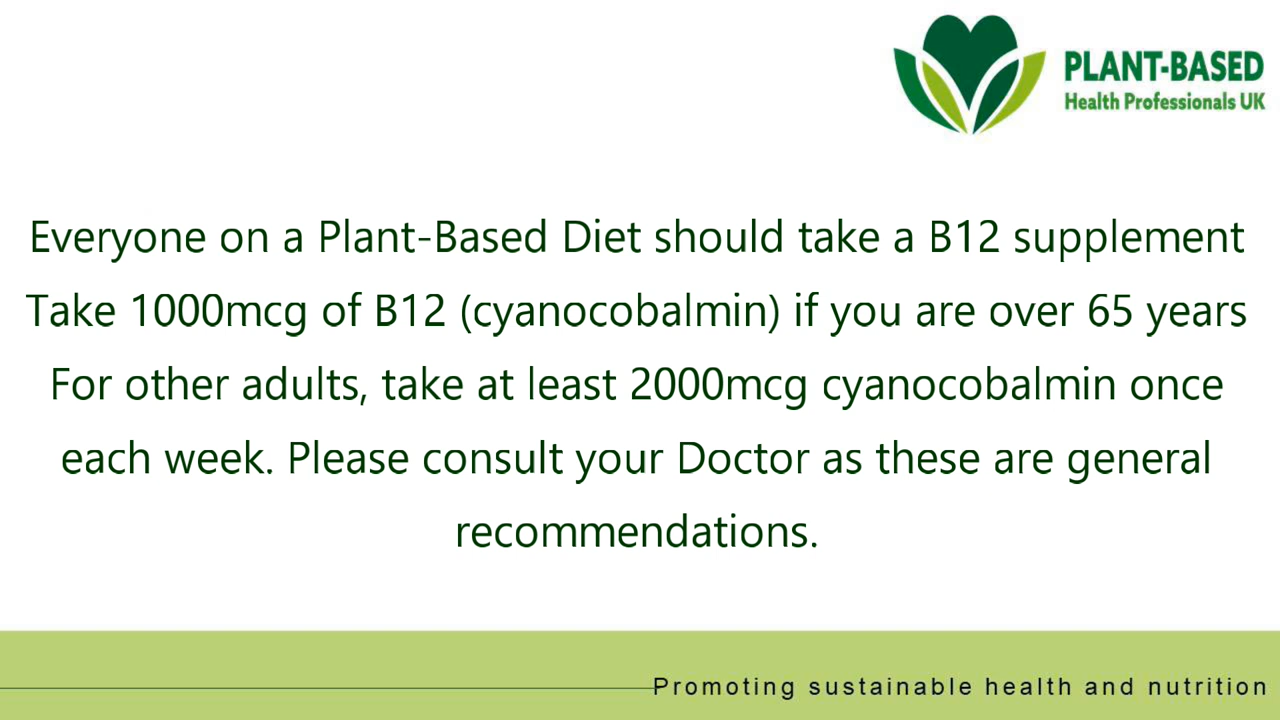 PLANT-BASED
Health Professionals UK
Everyone on a Plant-Based Diet should take a B12 supplement
Take 1000mcg of B12 (cyanocobalmin) if you are over 65 years
For other adults, take at least 2000mcg cyanocobalmin once
each week. Please consult your Doctor as these are general
recommendations.
Promoting sustainable health and nutrition